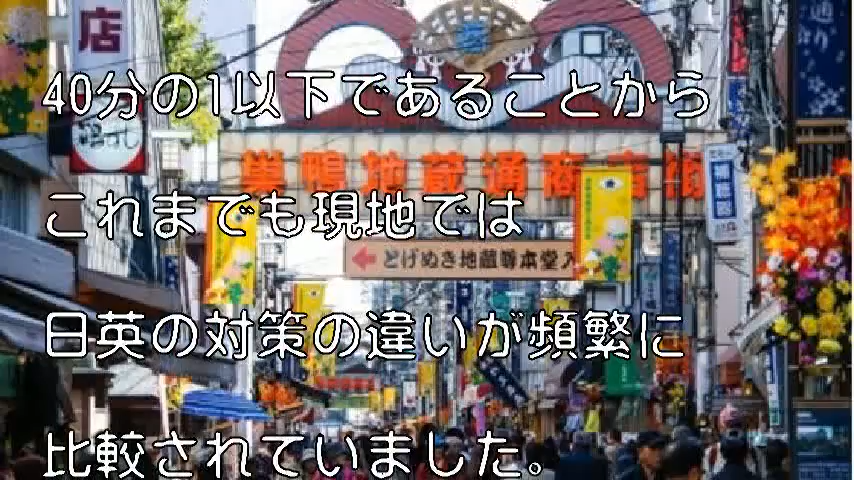 店
40分の1以下であることから
巣鴨地蔵通商店街
これまでも現地では
とげぬき地蔵尊本堂入
日英の対策の違いが頻繁に
比較されていました。